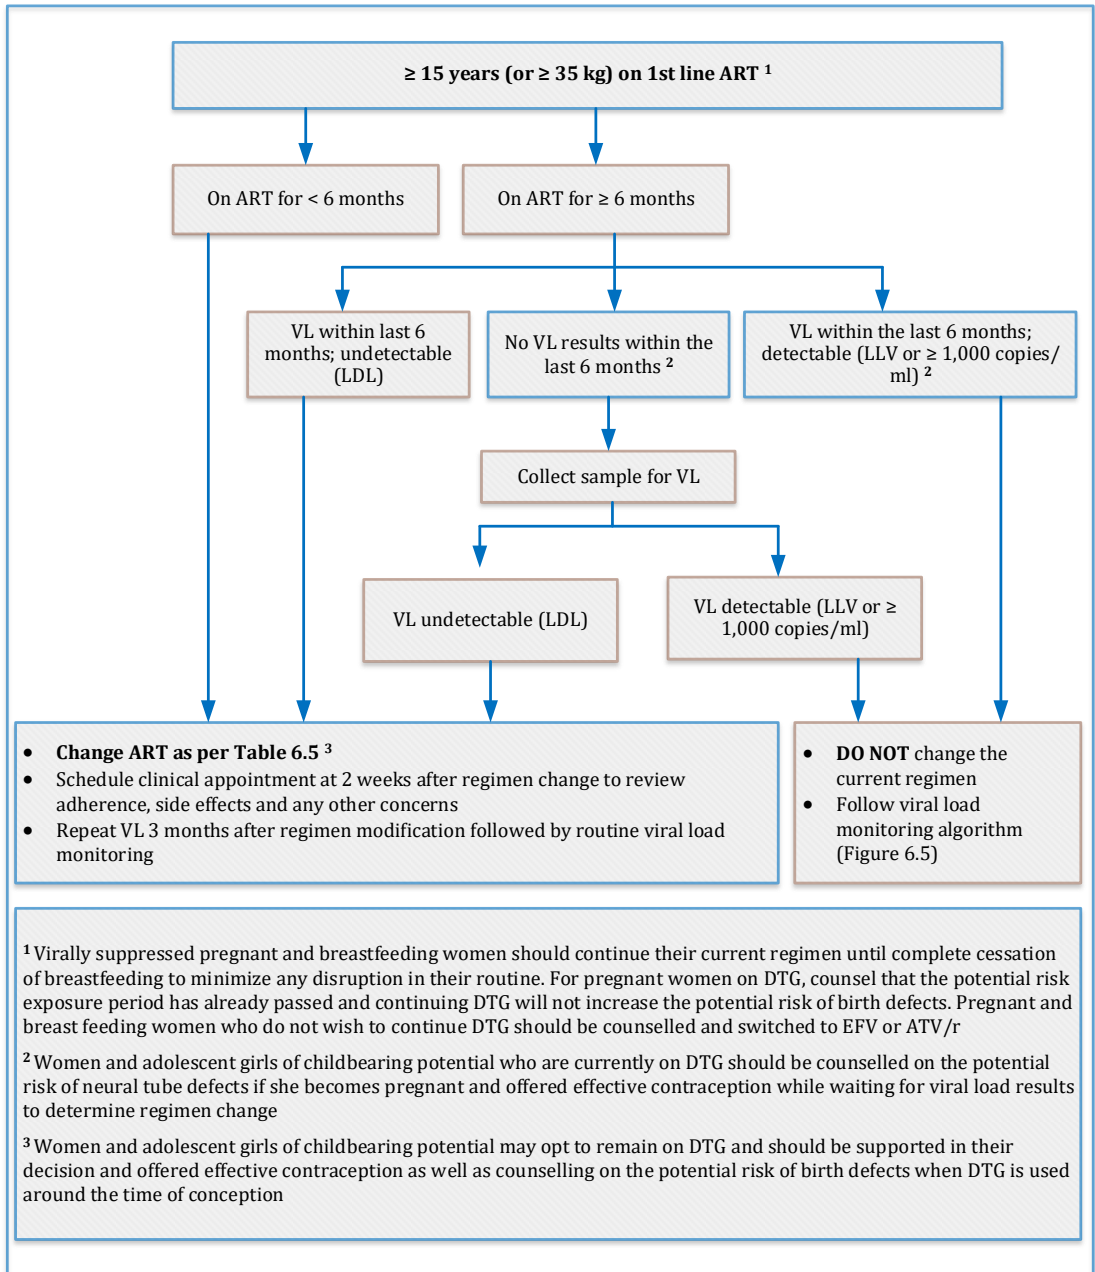 ≥ 15 years (or ≥ 35 kg) on 1st line ART ¹
On ART for < 6 months
On ART for ≥ 6 months
VL within last 6
months; undetectable
(LDL)
No VL results within the
last 6 months ²
VL within the last 6 months;
detectable (LLV or ≥ 1,000 copies/
ml) ²
Collect sample for VL
VL undetectable (LDL)
VL detectable (LLV or ≥
1,000 copies/ml)
• Change ART as per Table 6.5 ³
• Schedule clinical appointment at 2 weeks after regimen change to review
adherence, side effects and any other concerns
• Repeat VL 3 months after regimen modification followed by routine viral load
monitoring
• DO NOT change the
current regimen
• Follow viral load
monitoring algorithm
(Figure 6.5)
¹ Virally suppressed pregnant and breastfeeding women should continue their current regimen until complete cessation
of breastfeeding to minimize any disruption in their routine. For pregnant women on DTG, counsel that the potential risk
exposure period has already passed and continuing DTG will not increase the potential risk of birth defects. Pregnant and
breast feeding women who do not wish to continue DTG should be counselled and switched to EFV or ATV/r
² Women and adolescent girls of childbearing potential who are currently on DTG should be counselled on the potential
risk of neural tube defects if she becomes pregnant and offered effective contraception while waiting for viral load results
to determine regimen change
³ Women and adolescent girls of childbearing potential may opt to remain on DTG and should be supported in their
decision and offered effective contraception as well as counselling on the potential risk of birth defects when DTG is used
around the time of conception